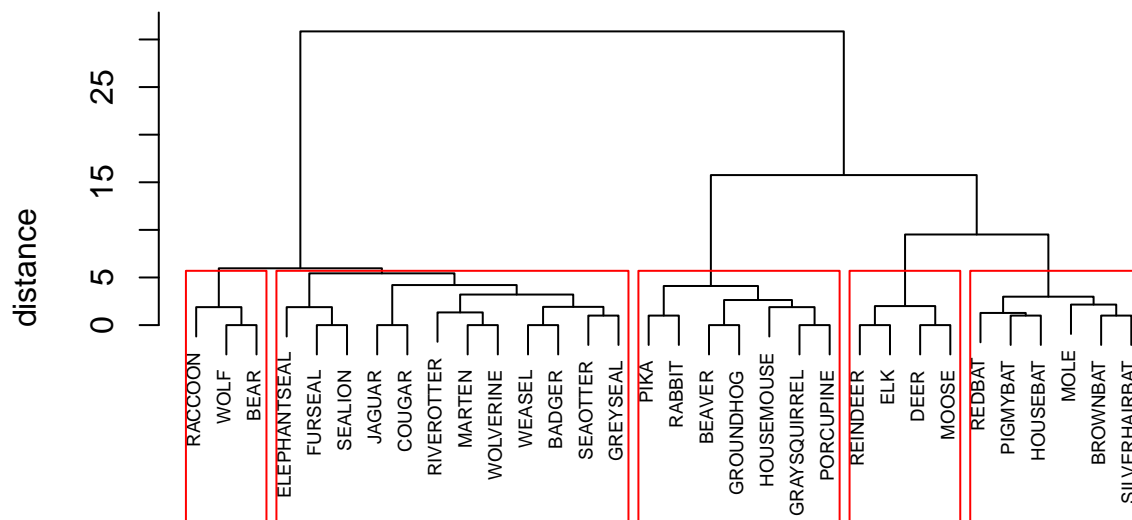 distance
25
15
5
0
RACCOON
WOLF
BEAR
ELEPHANTSEAL
FURSEAL
SEALION
JAGUAR
COUGAR
RIVEROTTER
MARTEN
WOLVERINE
WEASEL
BADGER
SEAOTTER
GREYSEAL
PIKA
RABBIT
BEAVER
GROUNDHOG
HOUSEMOUSE
GRAYSQUIRREL
PORCUPINE
REINDEER
ELK
DEER
MOOSE
REDBAT
PIGMYBAT
HOUSEBAT
MOLE
BROWNBAT
SILVERHAIRBAT